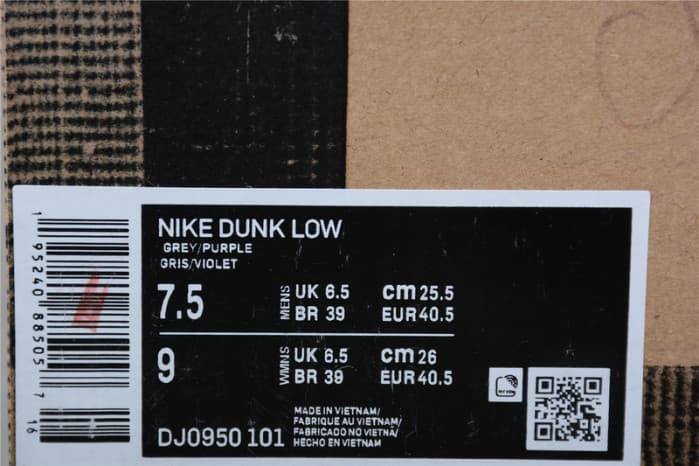 NIKE DUNK LOW
GREY/PURPLE
GRIS/VIOLET
7.5
MENS
UK 6.5 cm 25.5
BR 39 EUR 40.5
9
WMNS
UK 6.5 cm 26
BR 39 EUR 40.5
DJ0950 101
MADE IN VIETNAM/
FABRIQUE AU VIETNAM/
FABRICADO NO VIETNÃ/
HECHO EN VIETNAM
1 95240 88505 7
16